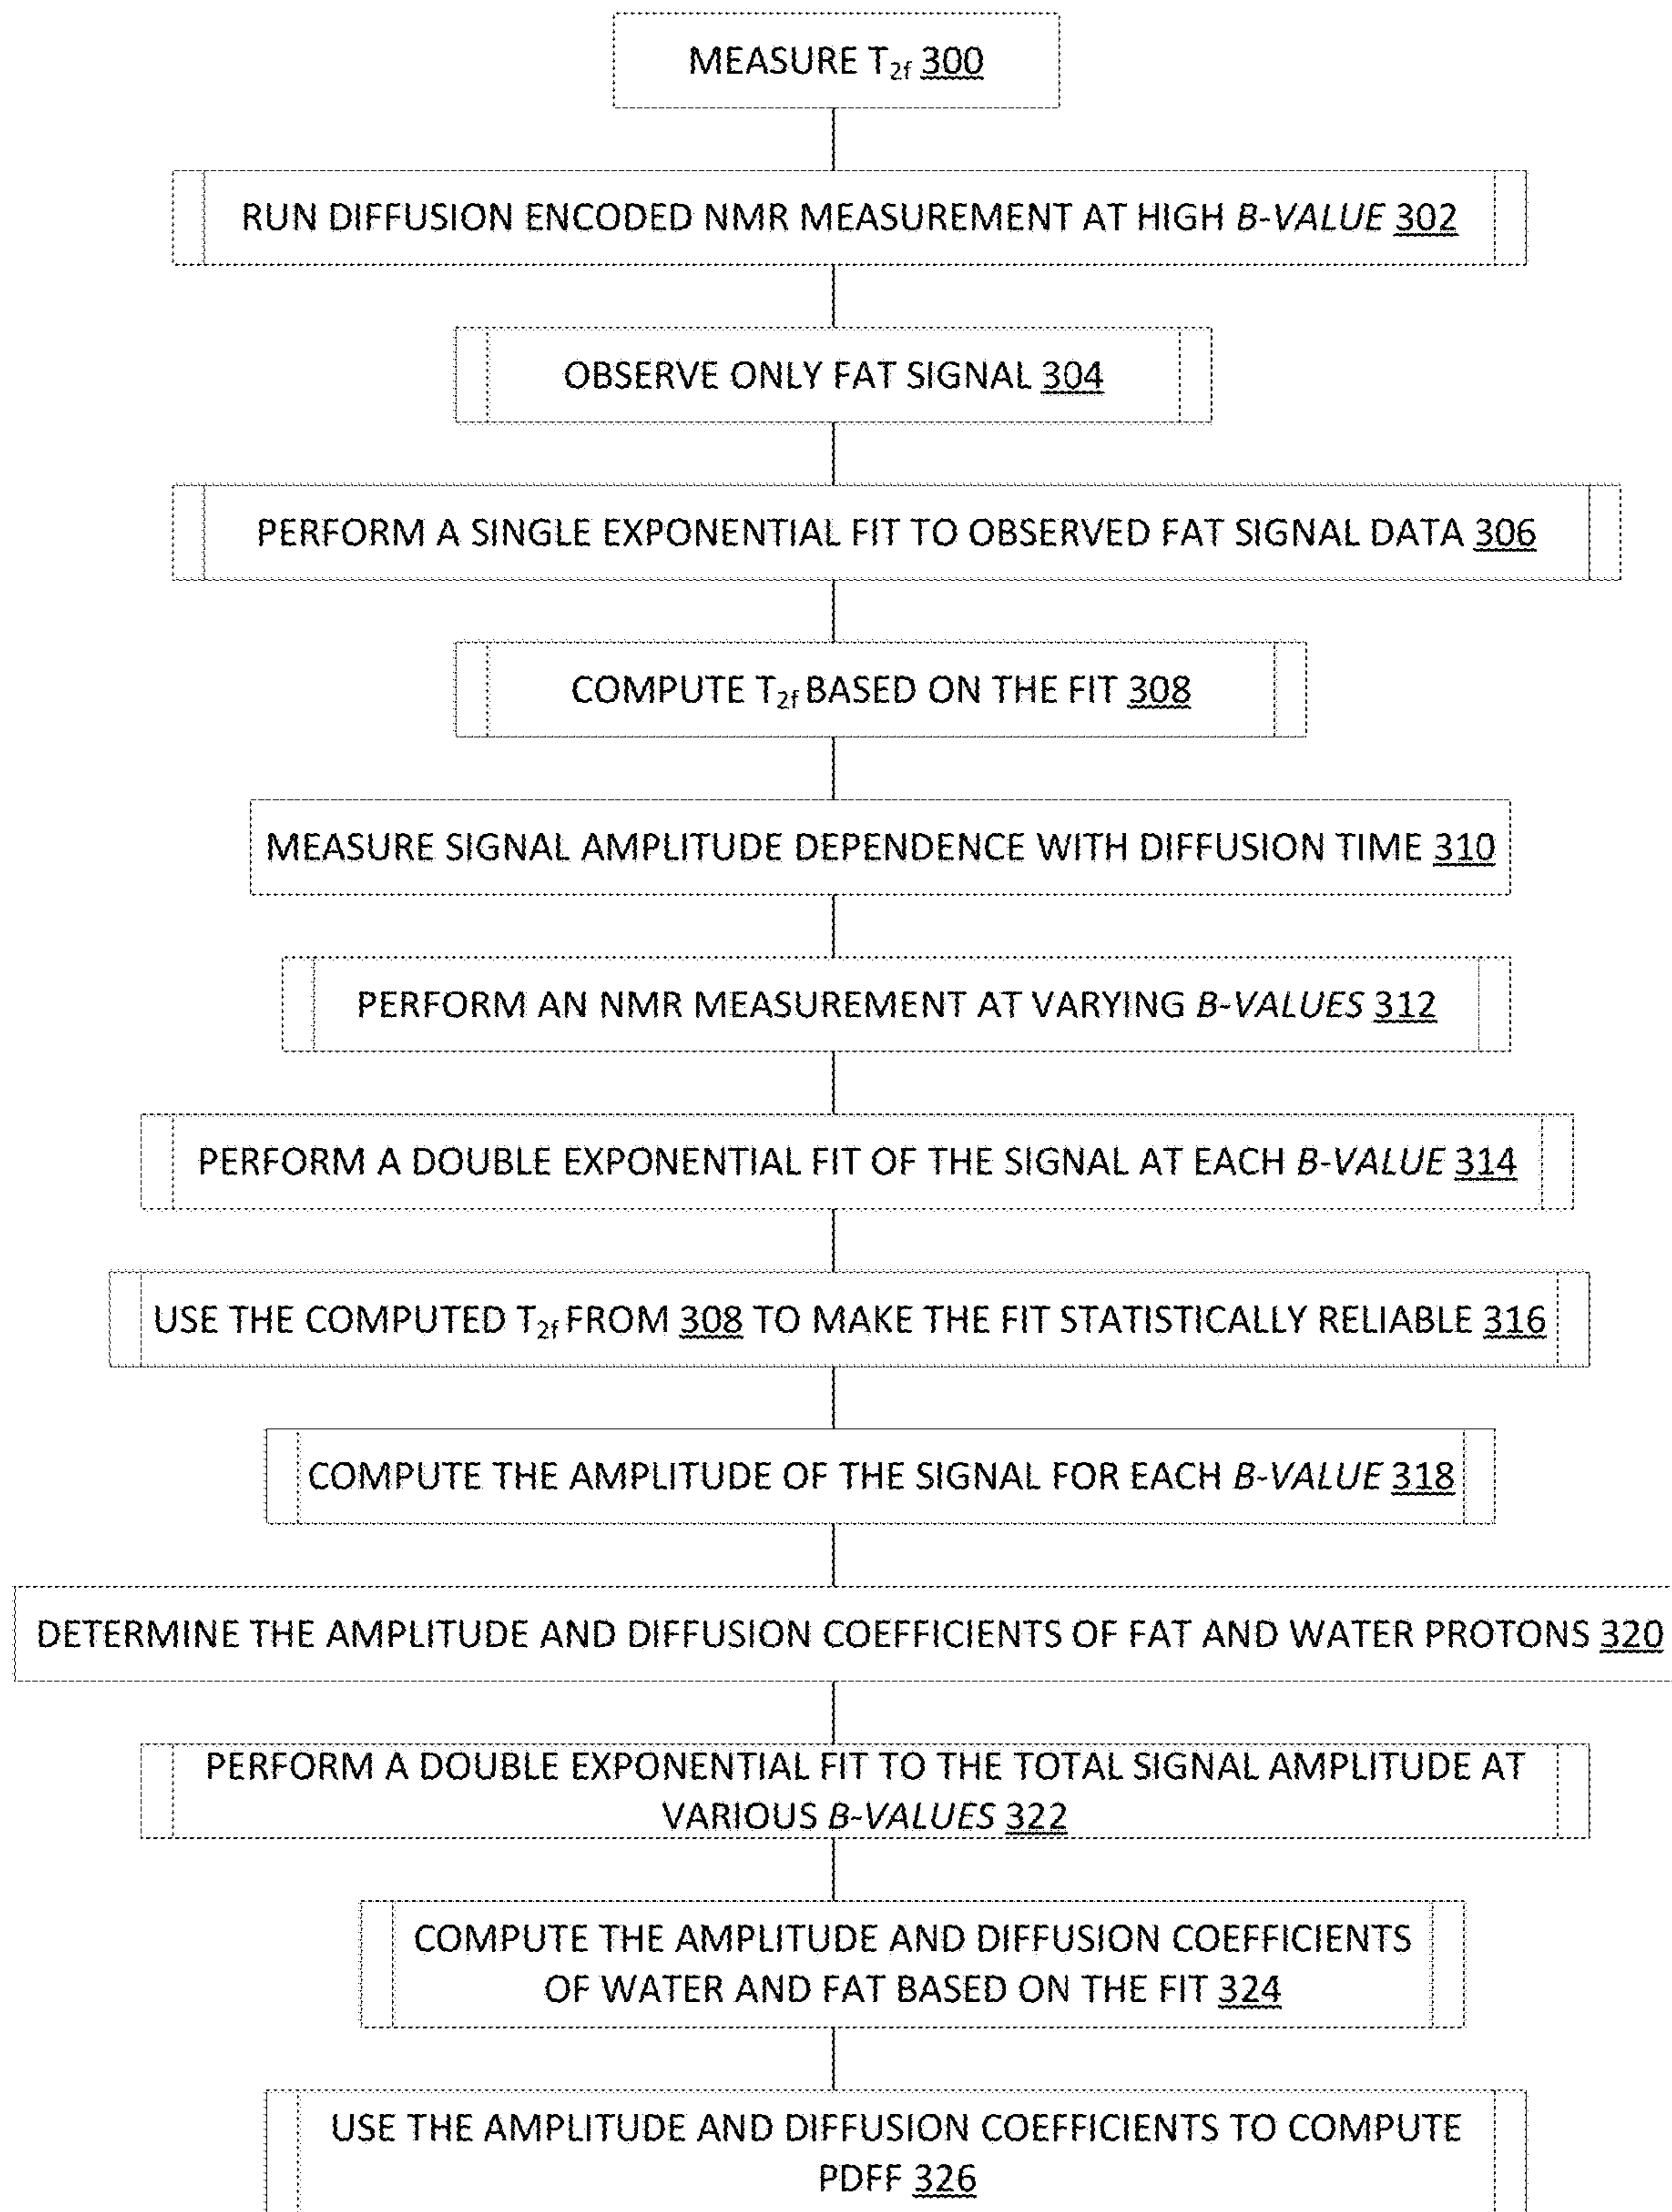 MEASURE T2f 300
RUN DIFFUSION ENCODED NMR MEASUREMENT AT HIGH B-VALUE 302
OBSERVE ONLY FAT SIGNAL 304
PERFORM A SINGLE EXPONENTIAL FIT TO OBSERVED FAT SIGNAL DATA 306
COMPUTE T2f BASED ON THE FIT 308
MEASURE SIGNAL AMPLITUDE DEPENDENCE WITH DIFFUSION TIME 310
PERFORM AN NMR MEASUREMENT AT VARYING B-VALUES 312
PERFORM A DOUBLE EXPONENTIAL FIT OF THE SIGNAL AT EACH B-VALUE 314
USE THE COMPUTED T2f FROM 308 TO MAKE THE FIT STATISTICALLY RELIABLE 316
COMPUTE THE AMPLITUDE OF THE SIGNAL FOR EACH B-VALUE 318
DETERMINE THE AMPLITUDE AND DIFFUSION COEFFICIENTS OF FAT AND WATER PROTONS 320
PERFORM A DOUBLE EXPONENTIAL FIT TO THE TOTAL SIGNAL AMPLITUDE AT
VARIOUS B-VALUES 322
COMPUTE THE AMPLITUDE AND DIFFUSION COEFFICIENTS
OF WATER AND FAT BASED ON THE FIT 324
USE THE AMPLITUDE AND DIFFUSION COEFFICIENTS TO COMPUTE
PDFF 326